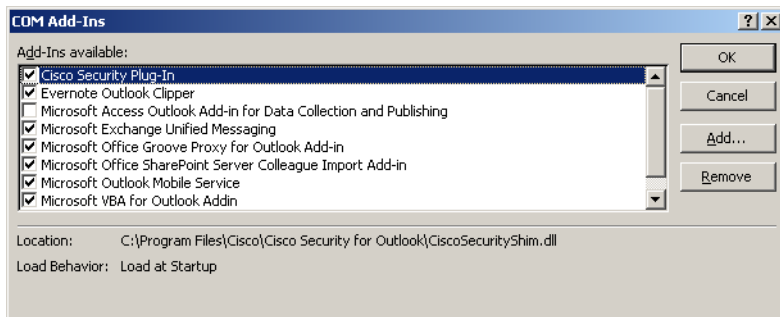 COM Add-Ins
Add-Ins available:
Cisco Security Plug-In
Evernote Outlook Clipper
Microsoft Access Outlook Add-in for Data Collection and Publishing
Microsoft Exchange Unified Messaging
Microsoft Office Groove Proxy for Outlook Add-in
Microsoft Office SharePoint Server Colleague Import Add-in
Microsoft Outlook Mobile Service
Microsoft VBA for Outlook Addin
OK
Cancel
Add...
Remove
Location: C:\Program Files\Cisco\Cisco Security for Outlook\CiscoSecurityShim.dll
Load Behavior: Load at Startup